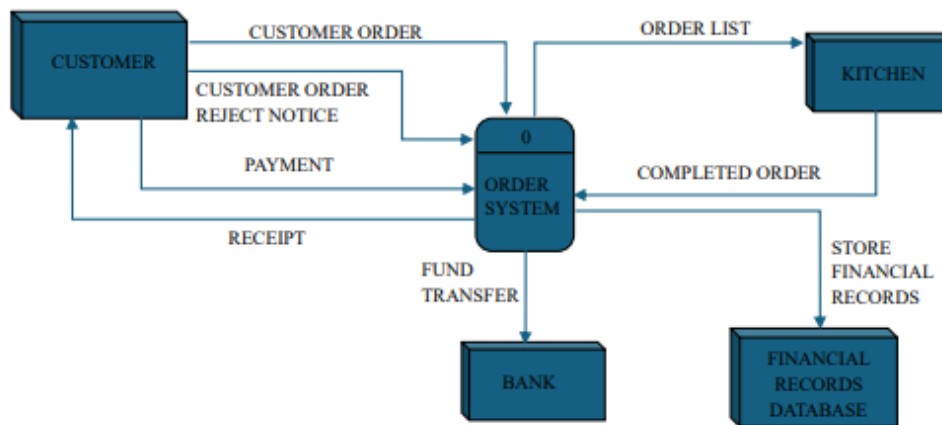 CUSTOMER ORDER
ORDER LIST
CUSTOMER
KITCHEN
CUSTOMER ORDER
REJECT NOTICE
0
PAYMENT
ORDER
SYSTEM
COMPLETED ORDER
RECEIPT
FUND
TRANSFER
STORE
FINANCIAL
RECORDS
BANK
FINANCIAL
RECORDS
DATABASE